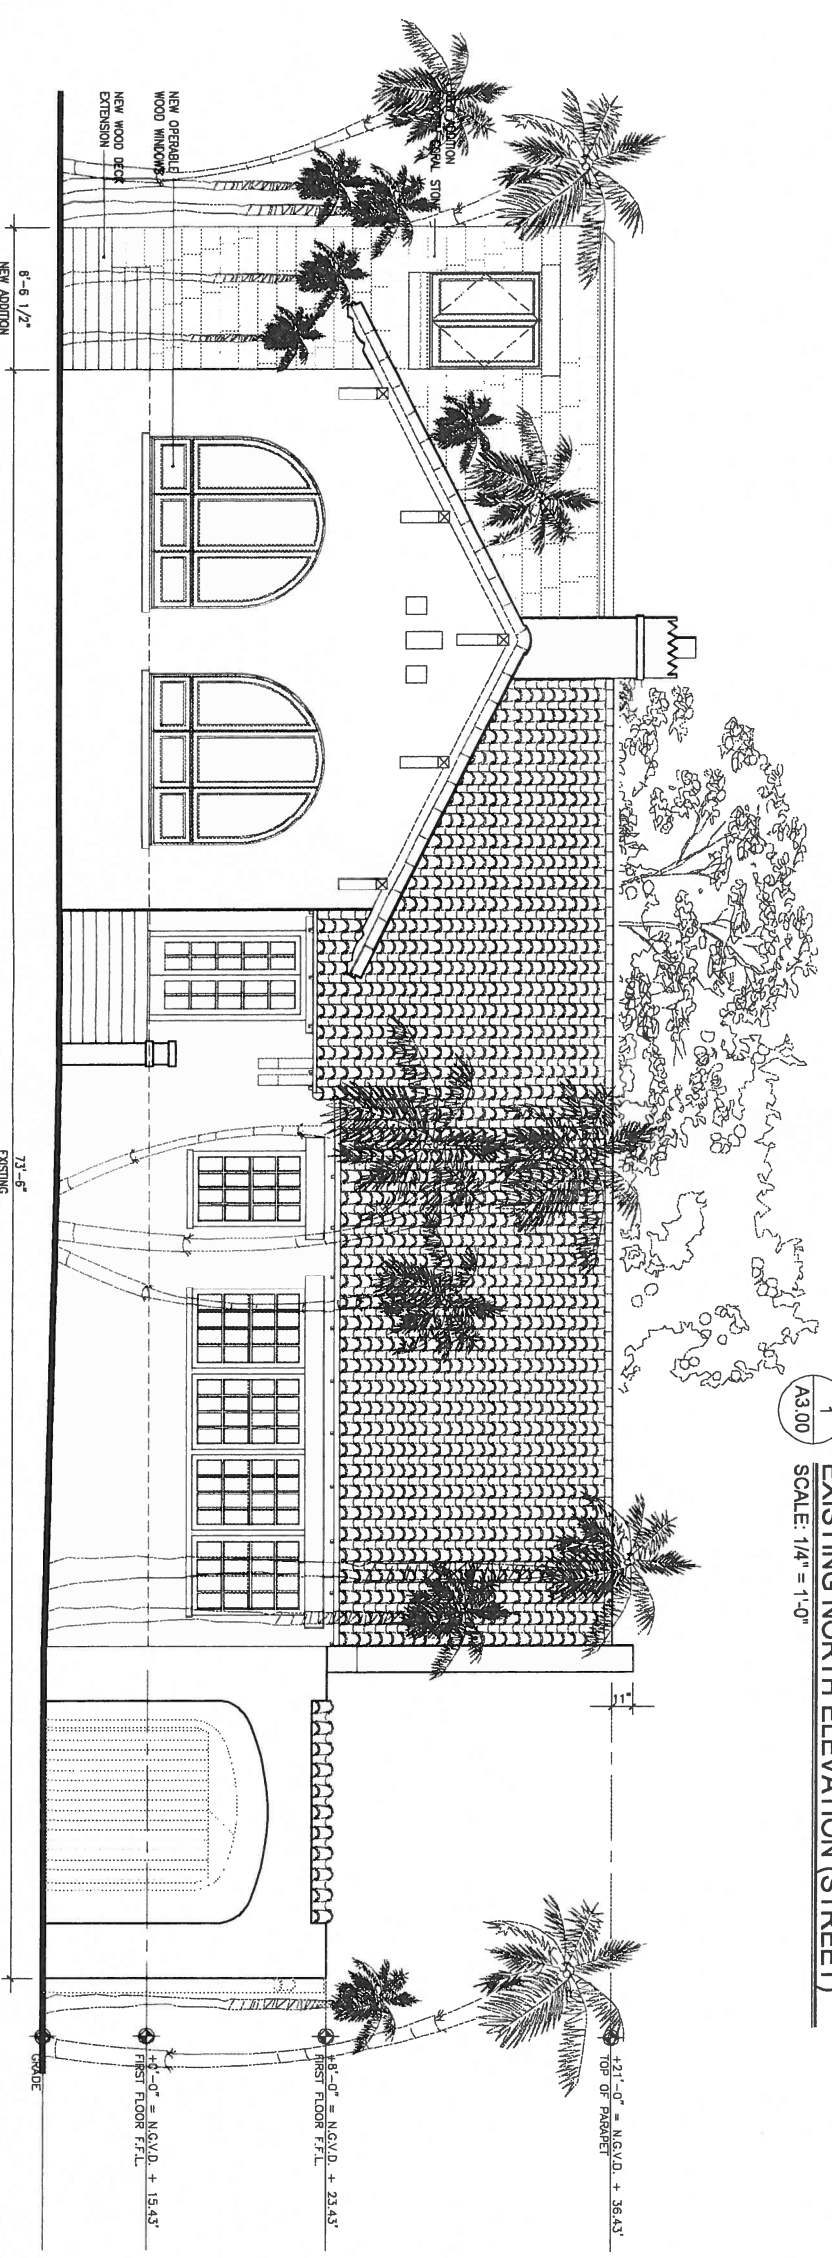 1
A3.00
EXISTING NORTH ELEVATION (STREET)
SCALE: 1/4" = 1'-0"
ADDITION
STONE
NEW OPERABLE
WOOD WINDOWS
NEW WOOD DECK
EXTENSION
8'-6 1/2"
NEW ADDITION
73'-6"
EXISTING
11"
+21'-0" = N.G.V.D. + 36.43'
TOP OF PARAPET
+8'-0" = N.G.V.D. + 23.43'
FIRST FLOOR F.F.L.
+0'-0" = N.G.V.D. + 15.43'
FIRST FLOOR F.F.L.
GRADE